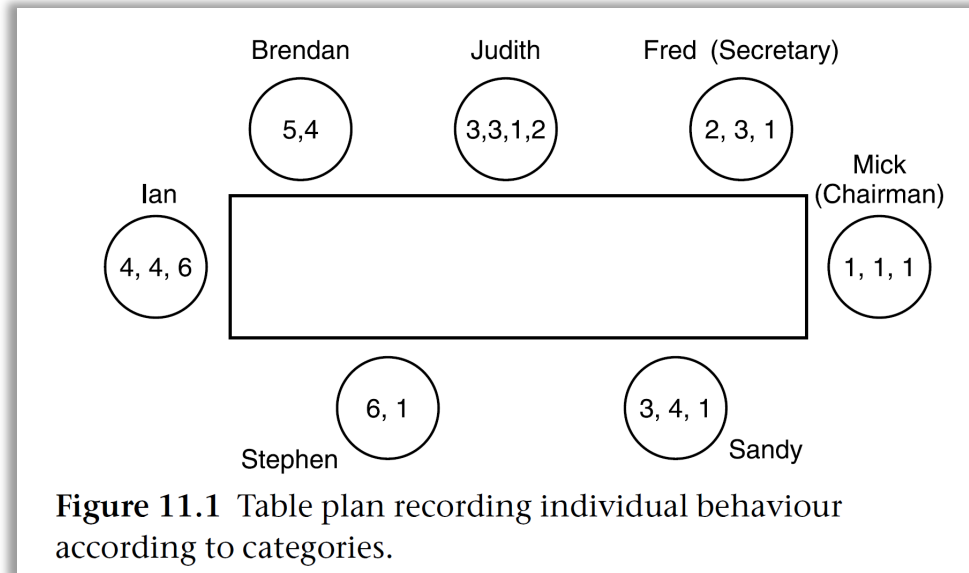 Brendan
Judith
Fred (Secretary)
5,4
3,3,1,2
2, 3, 1
Mick
(Chairman)
Ian
4, 4, 6
1, 1, 1
6, 1
3, 4, 1
Stephen
Sandy
Figure 11.1 Table plan recording individual behaviour
according to categories.